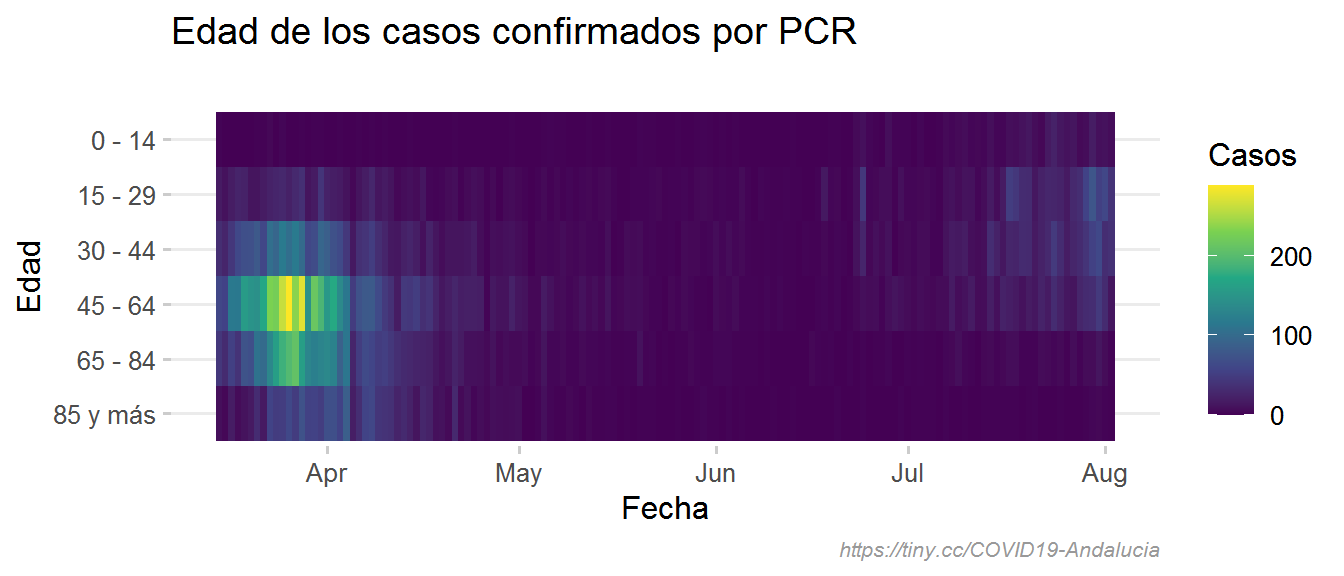 Edad de los casos confirmados por PCR
Edad
0 - 14
15 - 29
30 - 44
45 - 64
65 - 84
85 y más
Apr
May
Jun
Jul
Aug
Fecha
Casos
200
100
0
https://tiny.cc/COVID19-Andalucia